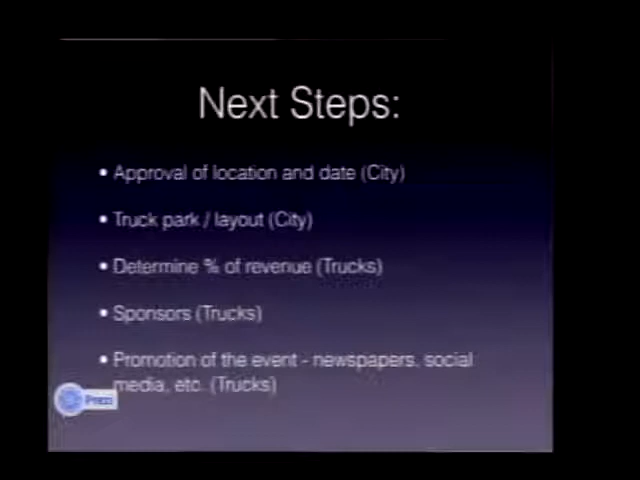 Next Steps:
• Approval of location and date (City)
• Truck park / layout (City)
• Determine % of revenue (Trucks)
• Sponsors (Trucks)
• Promotion of the event - newspapers, social
media, etc. (Trucks)